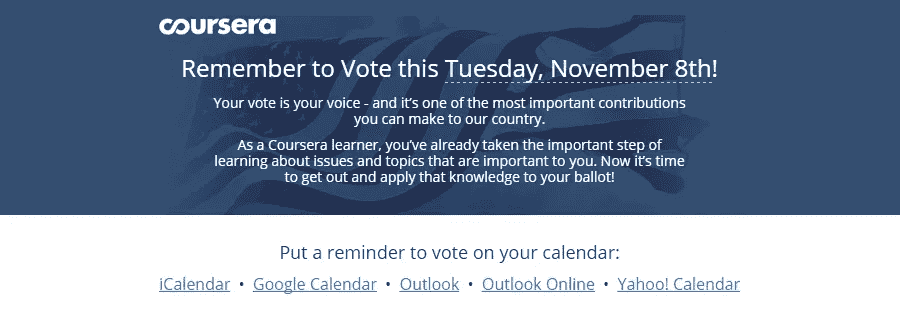 coursera
Remember to Vote this Tuesday, November 8th!
Your vote is your voice - and it's one of the most important contributions
you can make to our country.
As a Coursera learner, you've already taken the important step of
learning about issues and topics that are important to you. Now it's time
to get out and apply that knowledge to your ballot!
Put a reminder to vote on your calendar:
iCalendar • Google Calendar • Outlook • Outlook Online • Yahoo! Calendar